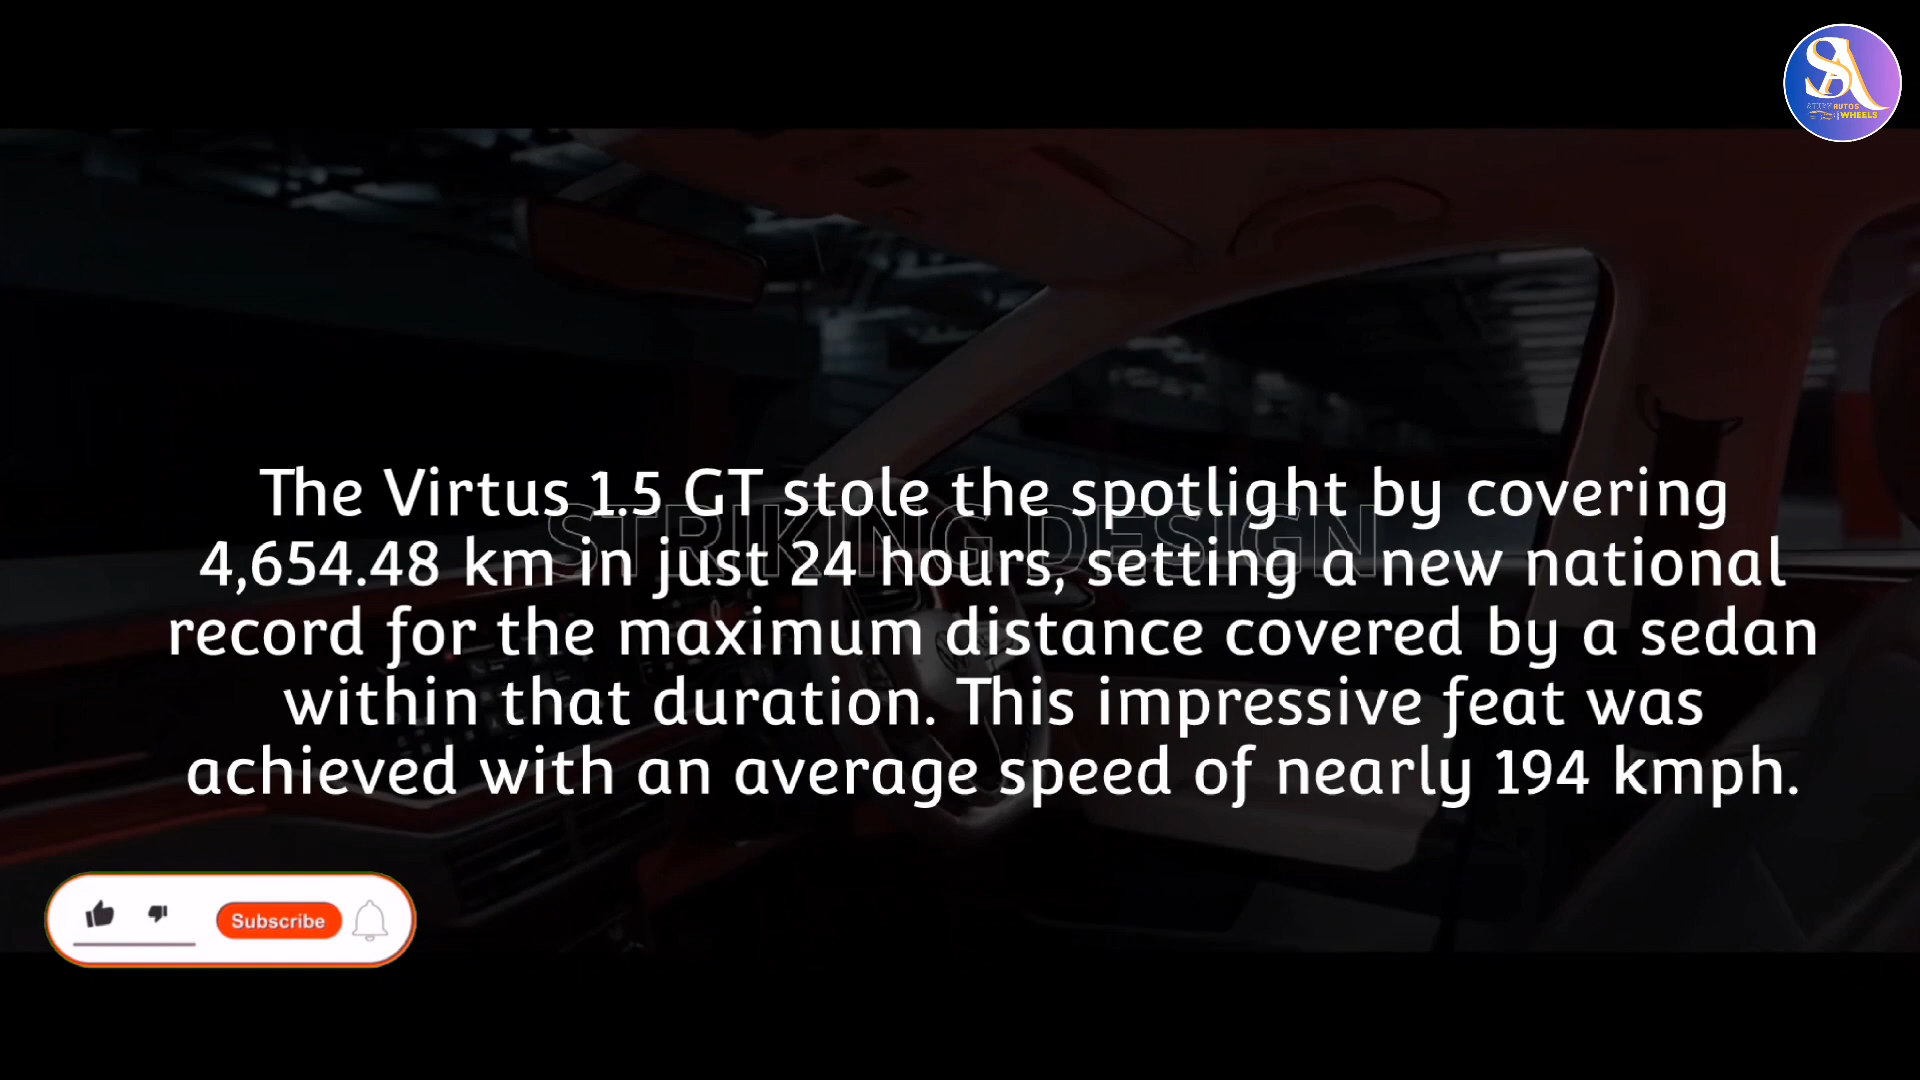 AUTOS
WHEELS
STRIKING DESIGN
The Virtus 1.5 GT stole the spotlight by covering
4,654.48 km in just 24 hours, setting a new national
record for the maximum distance covered by a sedan
within that duration. This impressive feat was
achieved with an average speed of nearly 194 kmph.
Subscribe